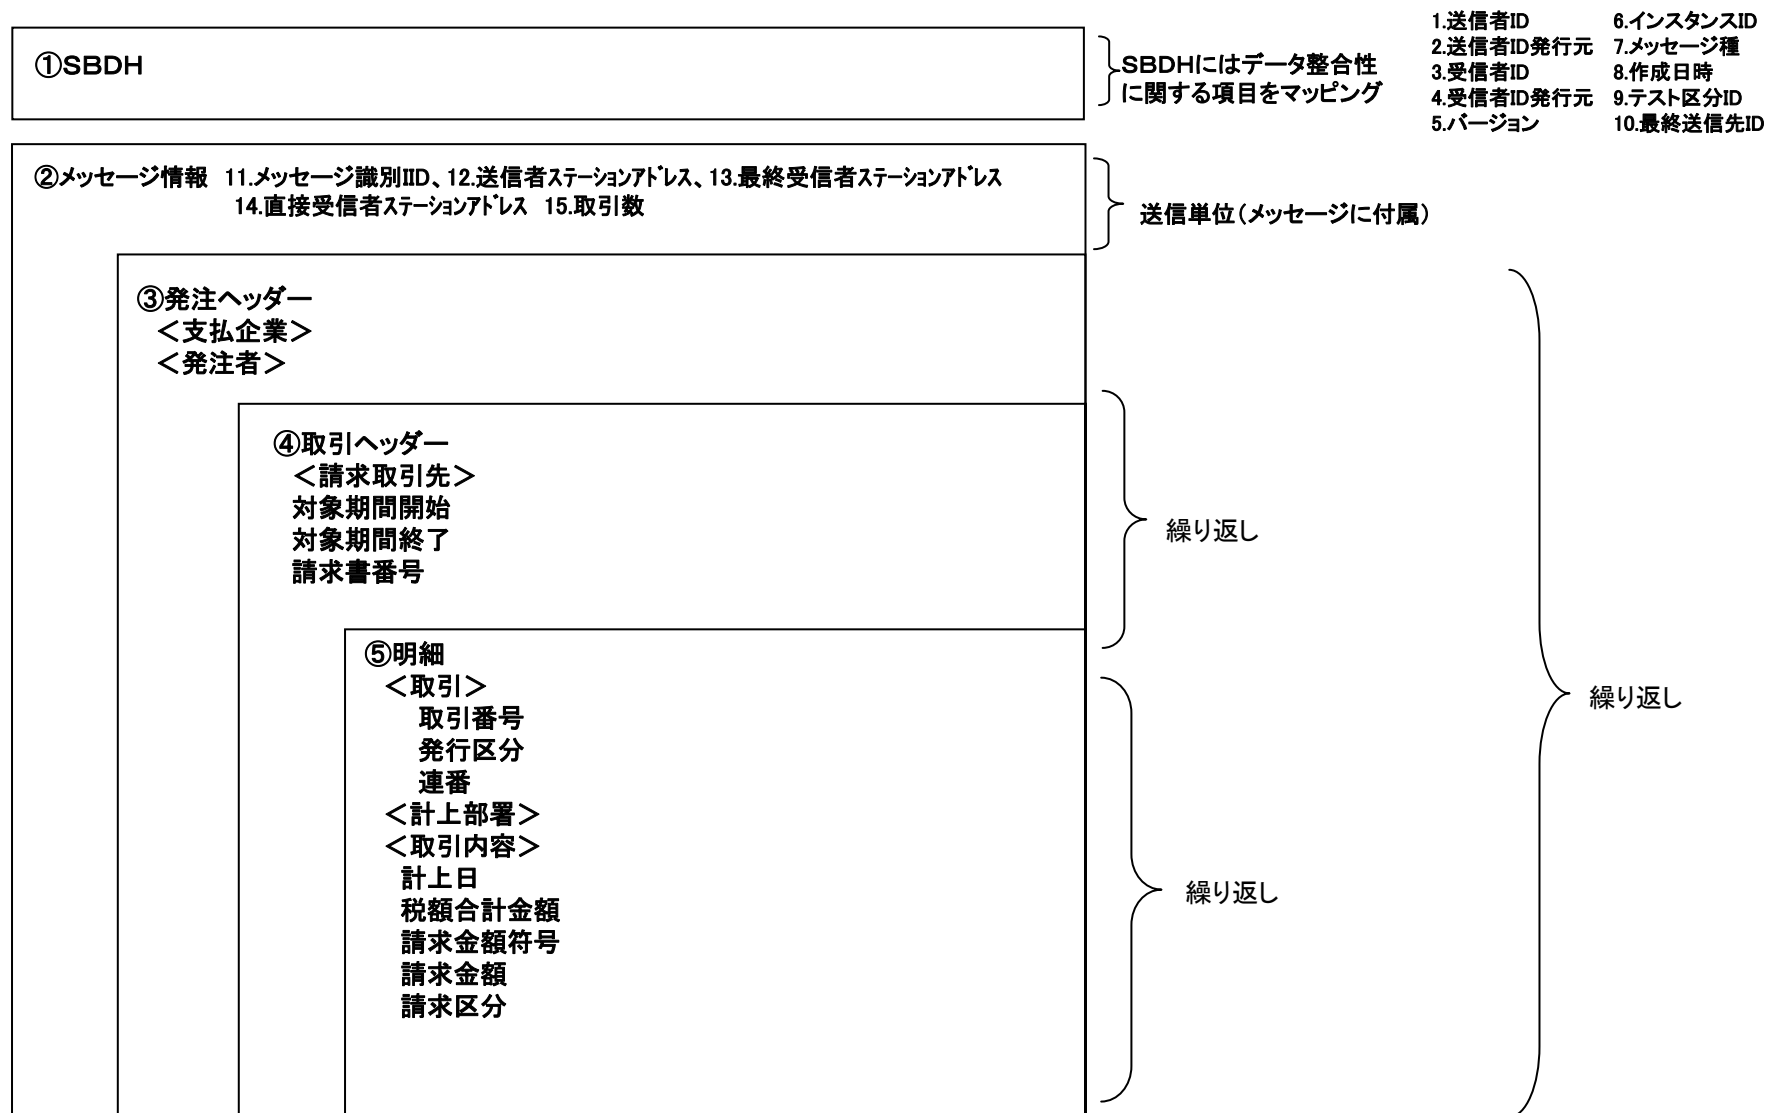 ①SBDH
SBDHにはデータ整合性
に関する項目をマッピング
1.送信者ID
2.送信者ID発行元
3.受信者ID
4.受信者ID発行元
5.バージョン
6.インスタンスID
7.メッセージ種
8.作成日時
9.テスト区分ID
10.最終送信先ID
②メッセージ情報 11.メッセージ識別IID、12.送信者ステーションアドレス、13.最終受信者ステーションアドレス
14.直接受信者ステーションアドレス 15.取引数
送信単位(メッセージに付属)
③発注ヘッダー
＜支払企業＞
＜発注者＞
④取引ヘッダー
＜請求取引先＞
対象期間開始
対象期間終了
請求書番号
繰り返し
⑤明細
＜取引＞
取引番号
発行区分
連番
＜計上部署＞
＜取引内容＞
計上日
税額合計金額
請求金額符号
請求金額
請求区分
繰り返し
繰り返し